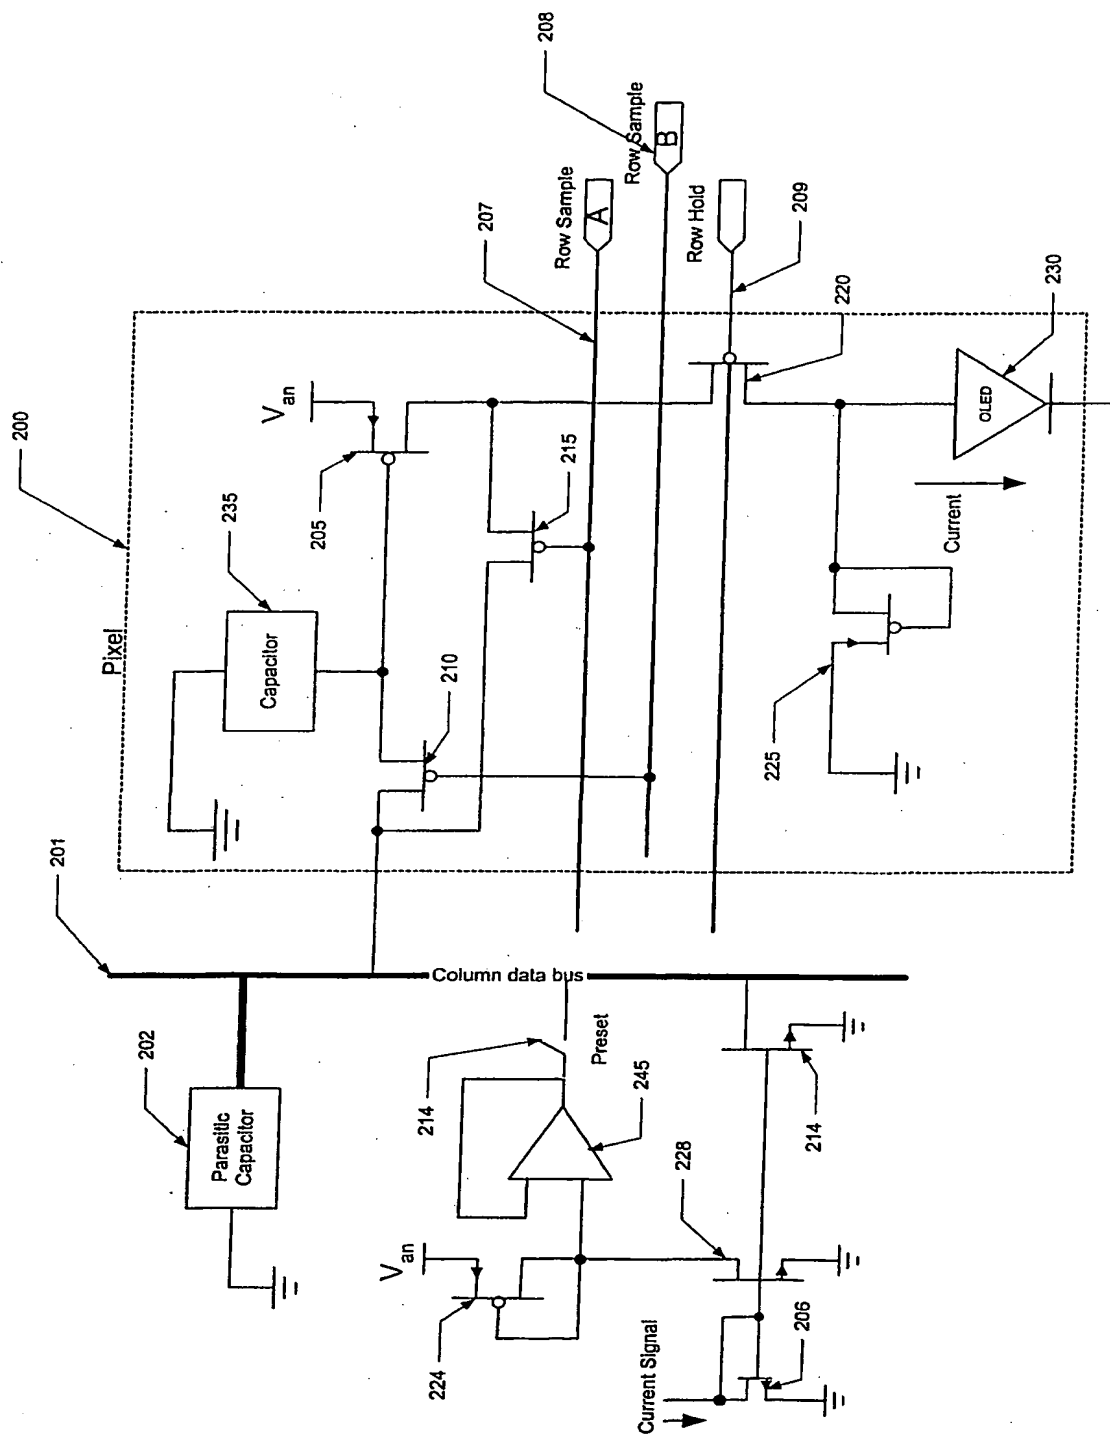 200
Pixel
235
Capacitor
V an
205
215
210
201
202
Parasitic
Capacitor
Column data bus
208
207
Row Sample
A
Row Sample
B
Row Hold
209
220
230
OLED
Current
225
214
Preset
245
V an
224
228
214
Current Signal
206